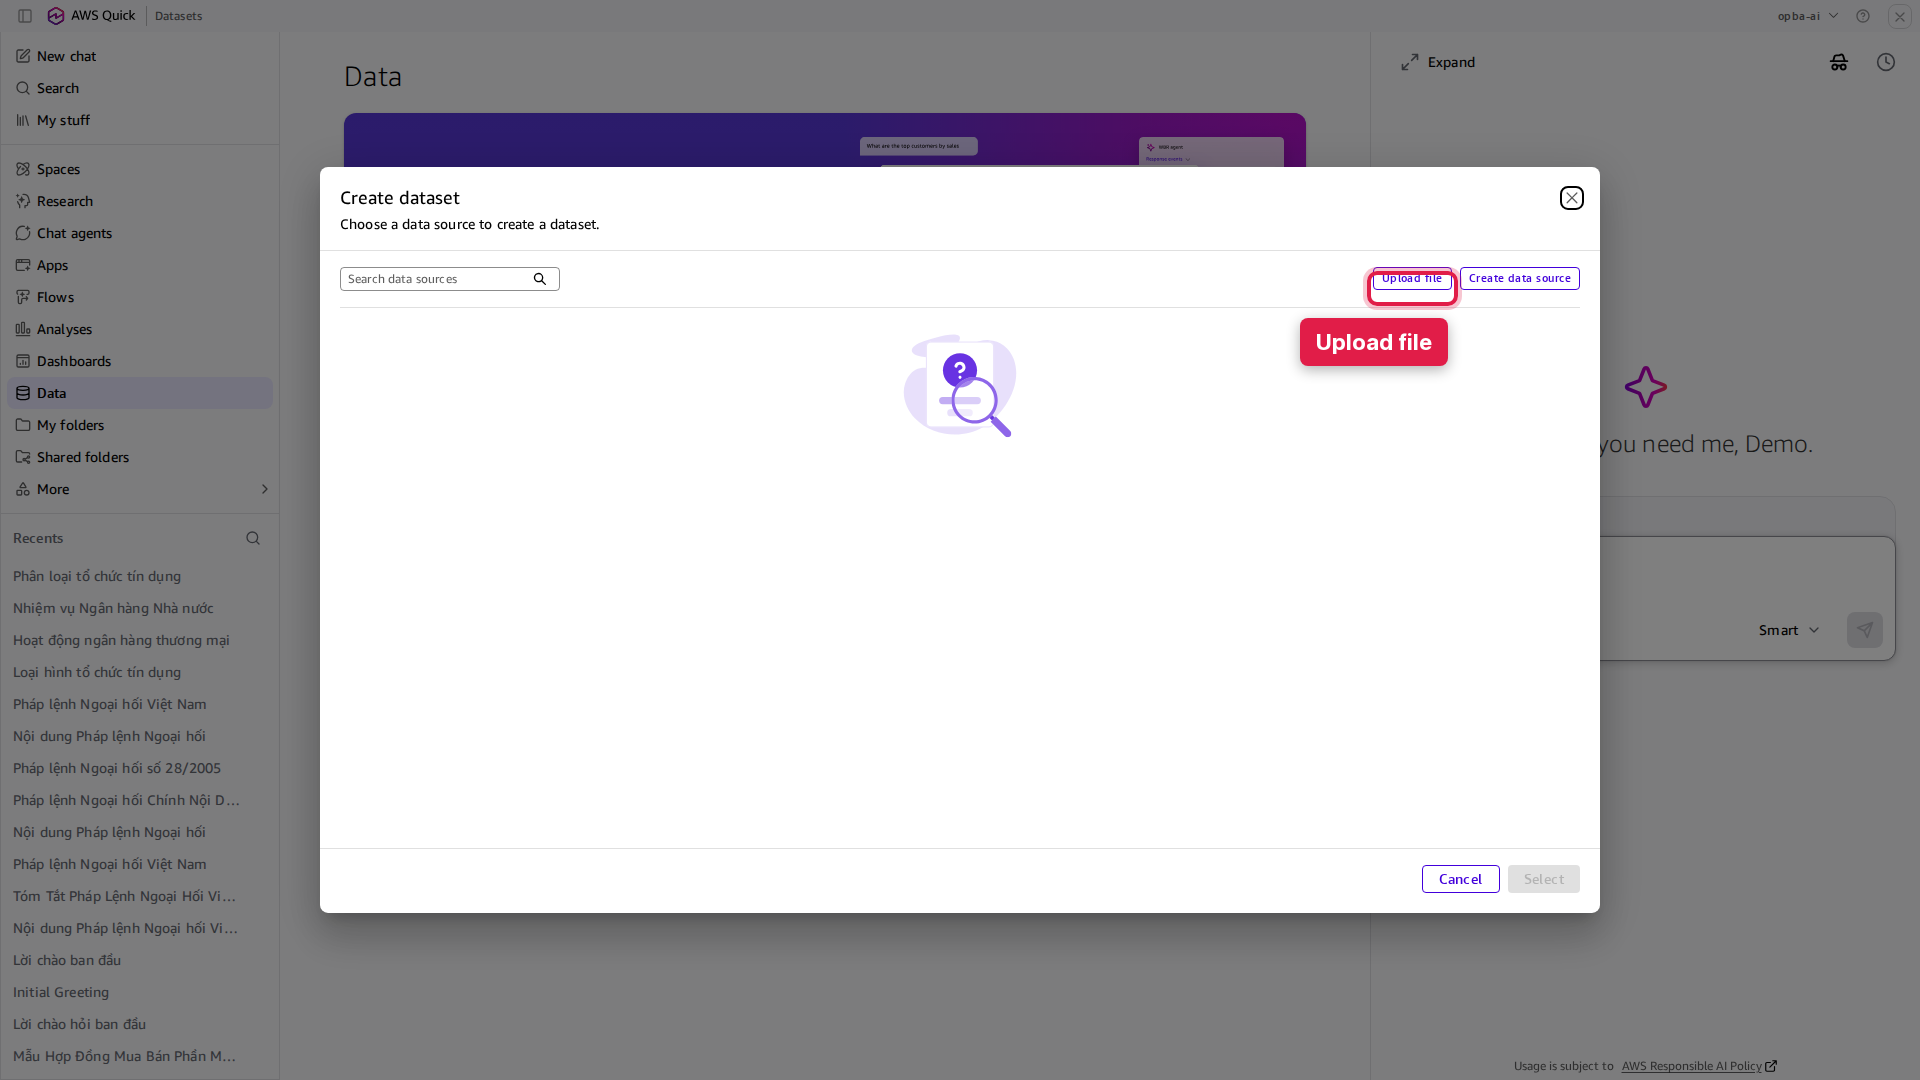 AWS Quick
Datasets
opba-ai
New chat
Search
My stuff
Spaces
Research
Chat agents
Apps
Flows
Analyses
Dashboards
Data
My folders
Shared folders
More
Recents
Phân loại tổ chức tín dụng
Nhiệm vụ Ngân hàng Nhà nước
Hoạt động ngân hàng thương mại
Loại hình tổ chức tín dụng
Pháp lệnh Ngoại hối Việt Nam
Nội dung Pháp lệnh Ngoại hối
Pháp lệnh Ngoại hối số 28/2005
Pháp lệnh Ngoại hối Chính Nội D...
Nội dung Pháp lệnh Ngoại hối
Pháp lệnh Ngoại hối Việt Nam
Tóm Tắt Pháp Lệnh Ngoại Hối Vi...
Nội dung Pháp lệnh Ngoại hối Vi...
Lời chào ban đầu
Initial Greeting
Lời chào hỏi ban đầu
Mẫu Hợp Đồng Mua Bán Phần M...
Data
What are the top customers by sales
Create dataset
Choose a data source to create a dataset.
Search data sources
Upload file
Create data source
Upload file
Cancel
Select
Expand
you need me, Demo.
Smart
Usage is subject to AWS Responsible AI Policy